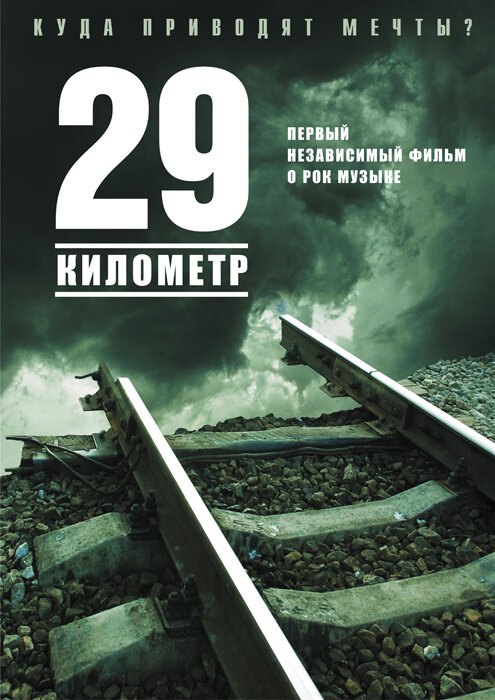 КУДА ПРИВОДЯТ МЕЧТЫ?
29
КИЛОМЕТР
ПЕРВЫЙ
НЕЗАВИСИМЫЙ ФИЛЬМ
О РОК МУЗЫКЕ